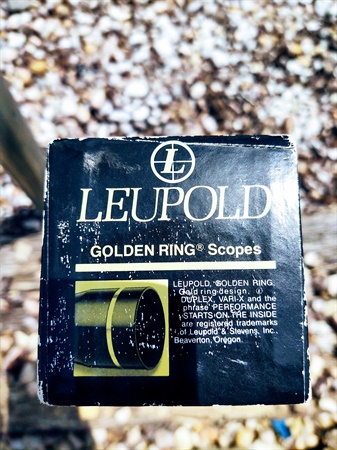 L
LEUPOLD
GOLDEN RING® Scopes
LEUPOLD, GOLDEN RING,
Gold ring design,
DUPLEX, VARI-X and the
phrase PERFORMANCE
STARTS ON THE INSIDE
are registered trademarks
of Leupold & Stevens, Inc.,
Beaverton, Oregon.